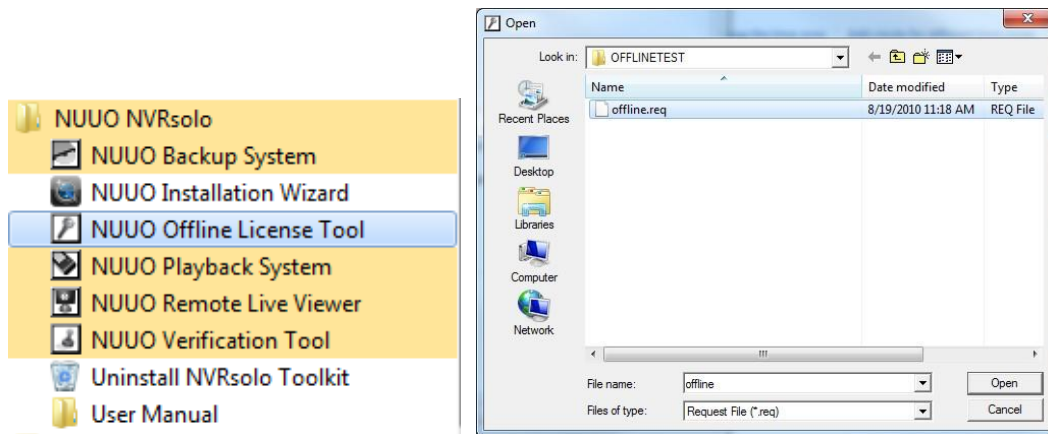 NUUO NVRsolo
NUUO Backup System
NUUO Installation Wizard
NUUO Offline License Tool
NUUO Playback System
NUUO Remote Live Viewer
NUUO Verification Tool
Uninstall NVRsolo Toolkit
User Manual
Open
Look in: OFFLINETEST
Name Date modified Type
offline.req 8/19/2010 11:18 AM REQ File
Recent Places
Desktop
Libraries
Computer
Network
File name: offline Open
Files of type: Request File (*.req) Cancel